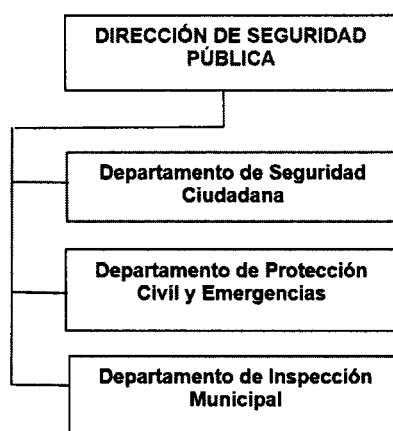 DIRECCIÓN DE SEGURIDAD
PÚBLICA
Departamento de Seguridad
Ciudadana
Departamento de Protección
Civil y Emergencias
Departamento de Inspección
Municipal